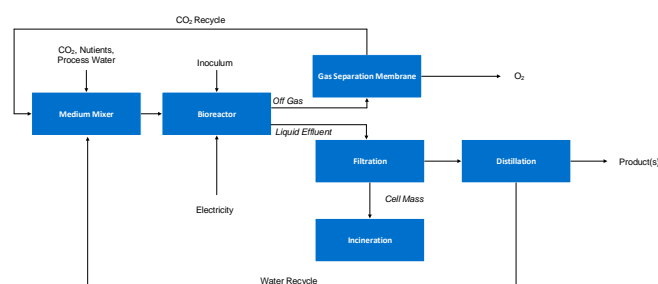 CO₂ Recycle
CO₂, Nutients,
Process Water
Inoculum
Gas Separation Membrane
O₂
Medium Mixer
Bioreactor
Off Gas
Liquid Effluent
Filtration
Distillation
Product(s)
Cell Mass
Electricity
Incineration
Water Recycle